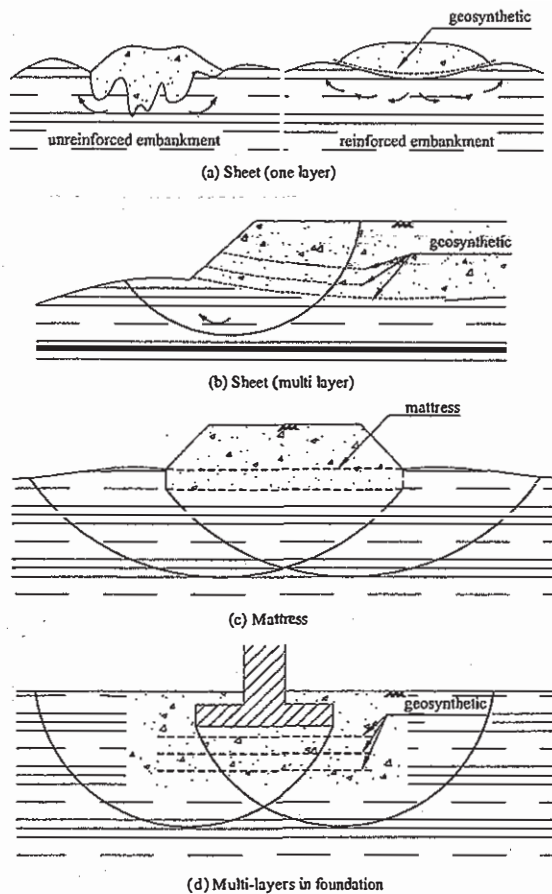 geosynthetic
unreinforced embankment
reinforced embankment
(a) Sheet (one layer)
geosynthetic
(b) Sheet (multi layer)
mattress
(c) Mattress
geosynthetic
(d) Multi-layers in foundation